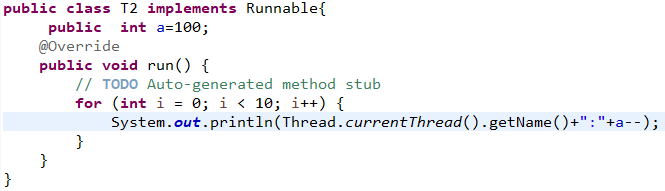 public class T2 implements Runnable{
public  int a=100;
@Override
public void run() {
// TODO Auto-generated method stub
for (int i = 0; i < 10; i++) {
System.out.println(Thread.currentThread().getName()+":"+a--);
}
}
}